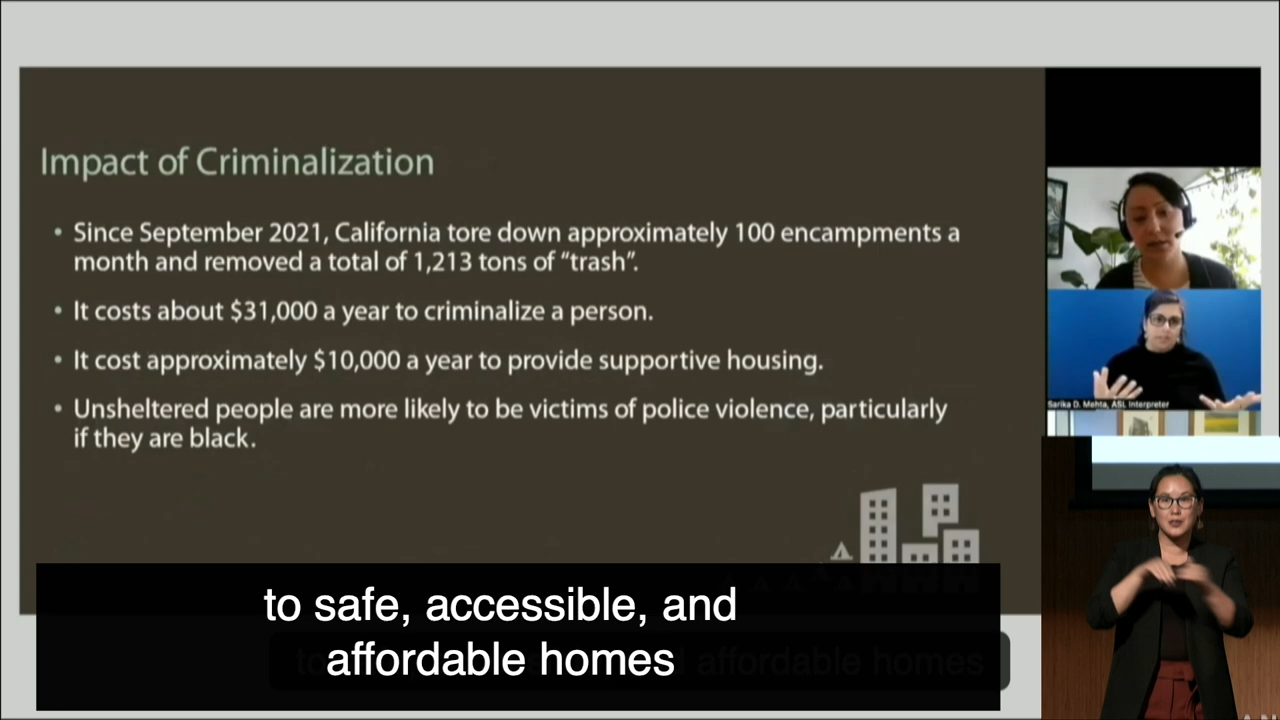 Impact of Criminalization
• Since September 2021, California tore down approximately 100 encampments a
month and removed a total of 1,213 tons of “trash”.
• It costs about $31,000 a year to criminalize a person.
• It cost approximately $10,000 a year to provide supportive housing.
• Unsheltered people are more likely to be victims of police violence, particularly
if they are black.
Sarika D. Mehta, ASL Interpreter
to safe, accessible, and
affordable homes
affordable homes